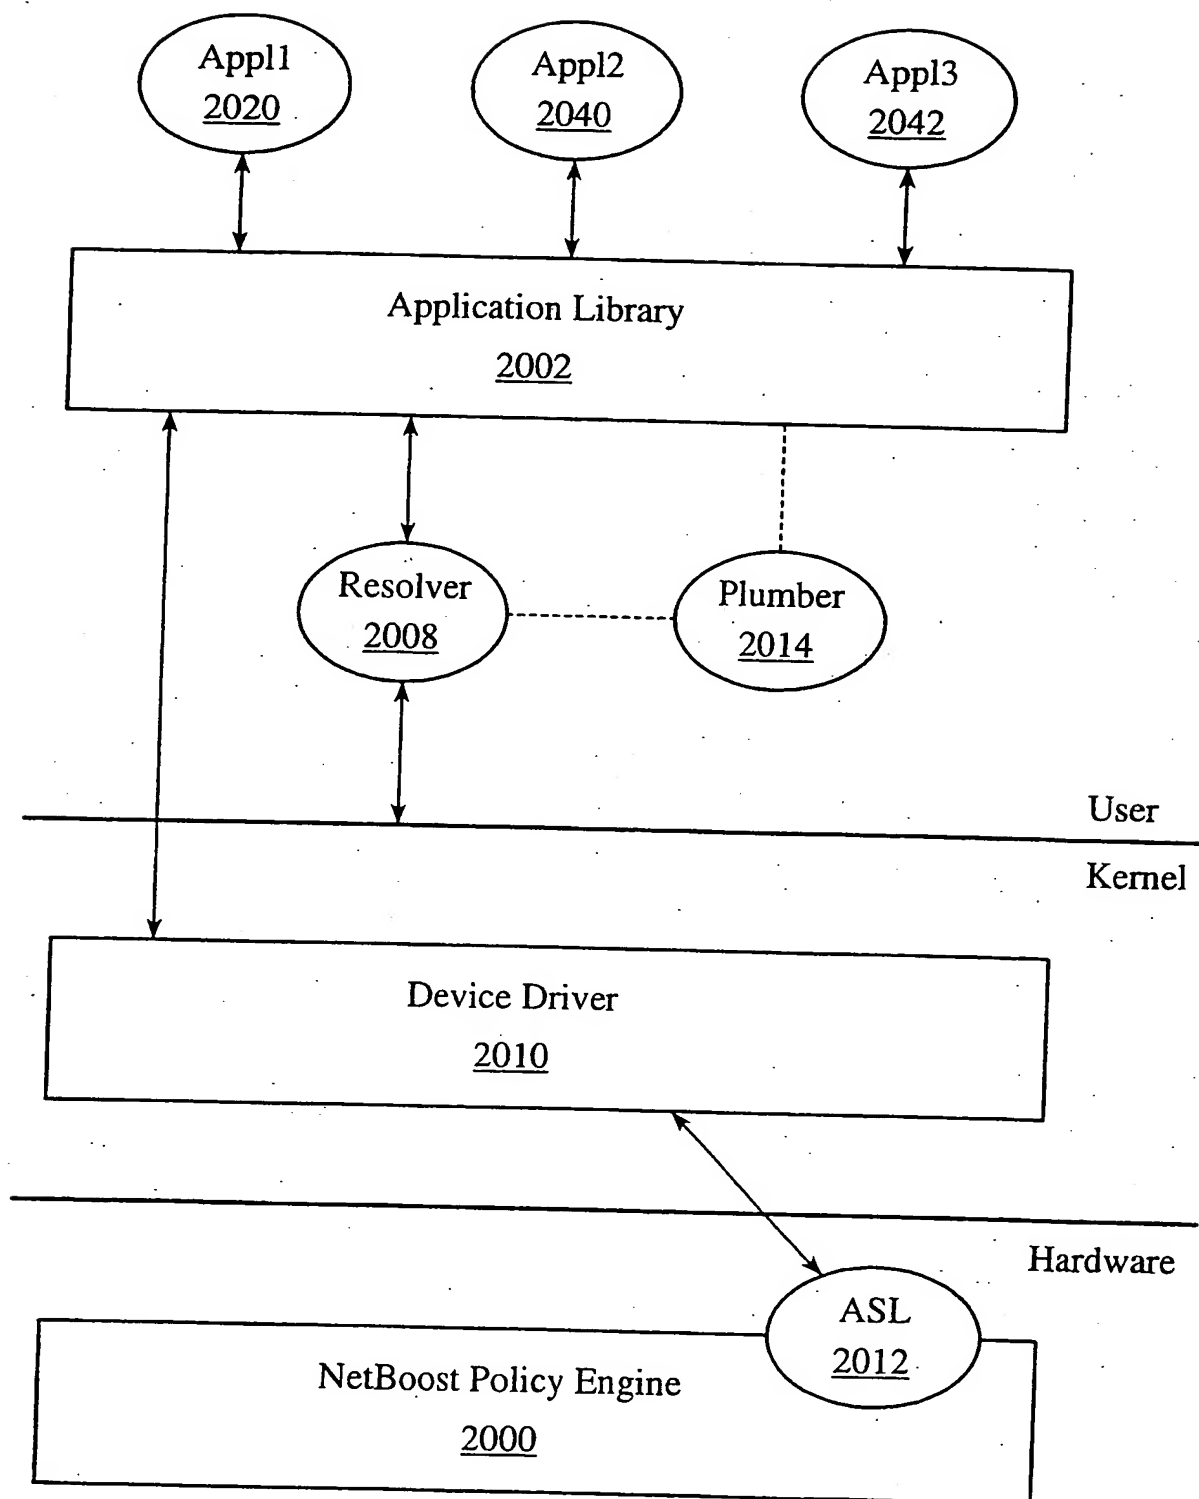 Appl1
2020
Appl2
2040
Appl3
2042
Application Library
2002
Resolver
2008
Plumber
2014
User
Kernel
Device Driver
2010
Hardware
ASL
2012
NetBoost Policy Engine
2000